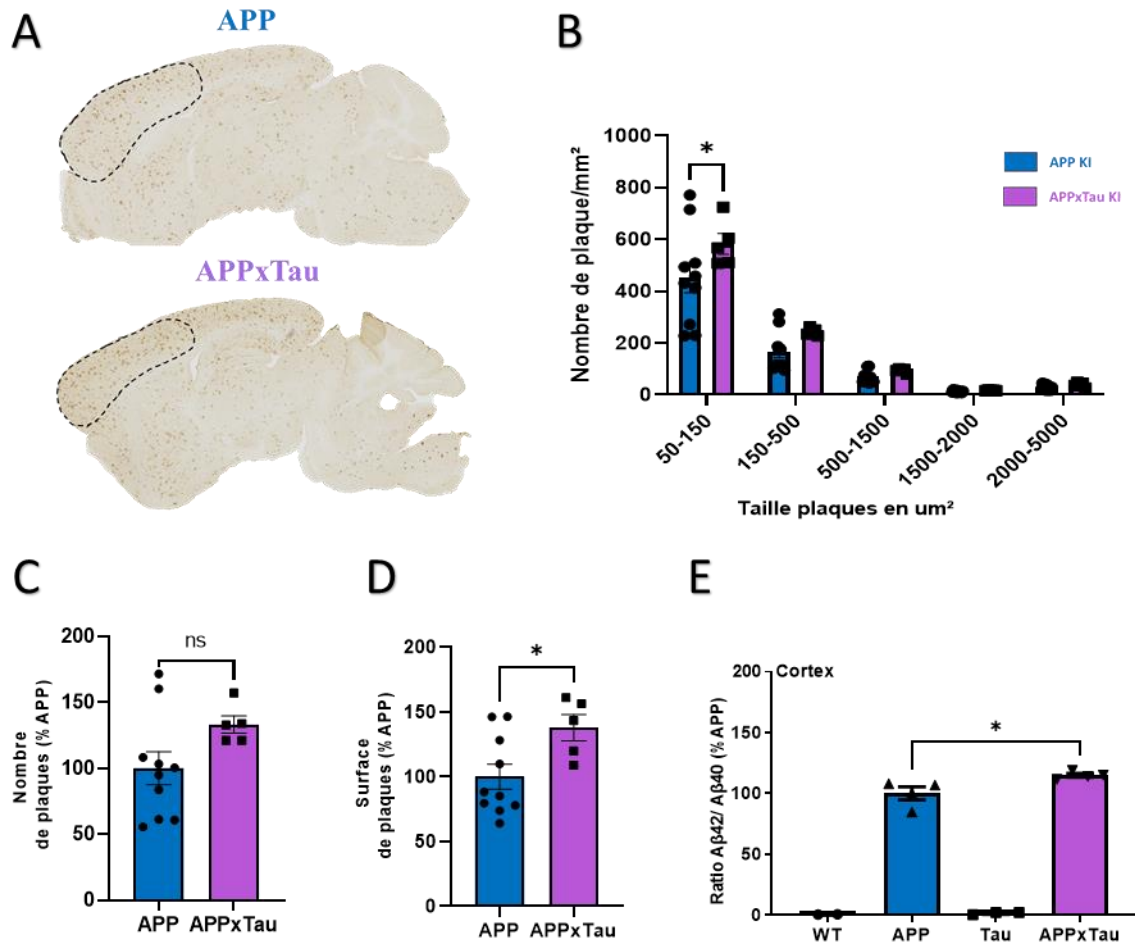 A
APP
APPxTau
B
Nombre de plaque/mm²
1000
800
600
400
200
0
*
APP KI
APPxTau KI
50-150
150-500
500-1500
1500-2000
2000-5000
Taille plaques en um²
C
Nombre
de plaques (% APP)
200
150
100
50
0
ns
APP
APPxTau
D
Surface
de plaques (% APP)
200
150
100
50
0
*
APP
APPxTau
E
Ratio Aβ42/ Aβ40 (% APP)
200
150
100
50
0
Cortex
*
WT
APP
Tau
APPxTau